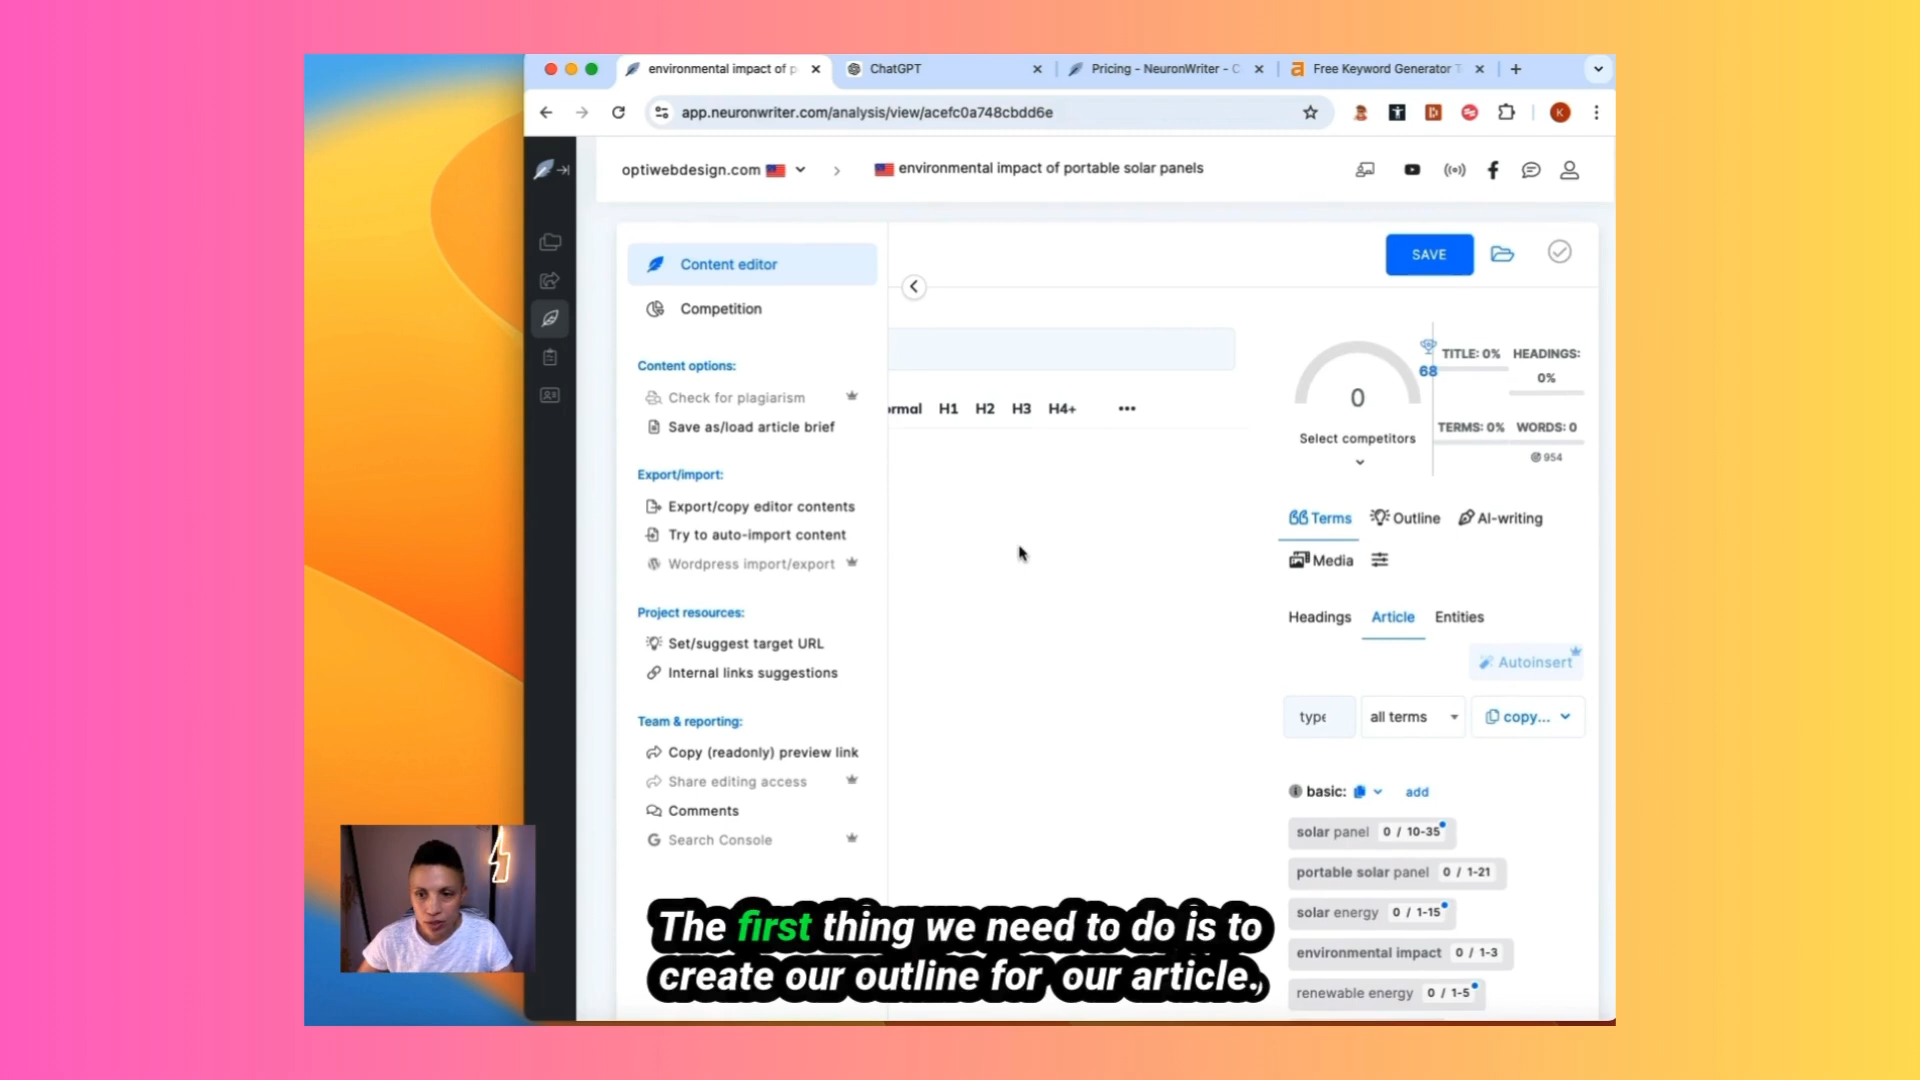 environmental impact of p
ChatGPT
Pricing - NeuronWriter - C
Free Keyword Generator T
app.neuronwriter.com/analysis/view/acefc0a748cbdd6e
K
optiwebdesign.com
environmental impact of portable solar panels
Content editor
SAVE
Competition
TITLE: 0%
HEADINGS: 0%
68
0
Content options:
Check for plagiarism
Save as/load article brief
ormal H1 H2 H3 H4+
Select competitors
TERMS: 0%
WORDS: 0
954
Export/import:
Export/copy editor contents
Try to auto-import content
Wordpress import/export
Terms
Outline
AI-writing
Media
Project resources:
Set/suggest target URL
Internal links suggestions
Headings Article Entities
Autoinsert
type
all terms
copy...
Team & reporting:
Copy (readonly) preview link
Share editing access
Comments
Search Console
basic: add
solar panel 0 / 10-35
portable solar panel 0 / 1-21
solar energy 0 / 1-15
environmental impact 0 / 1-3
renewable energy 0 / 1-5
The first thing we need to do is to
create our outline for our article.,